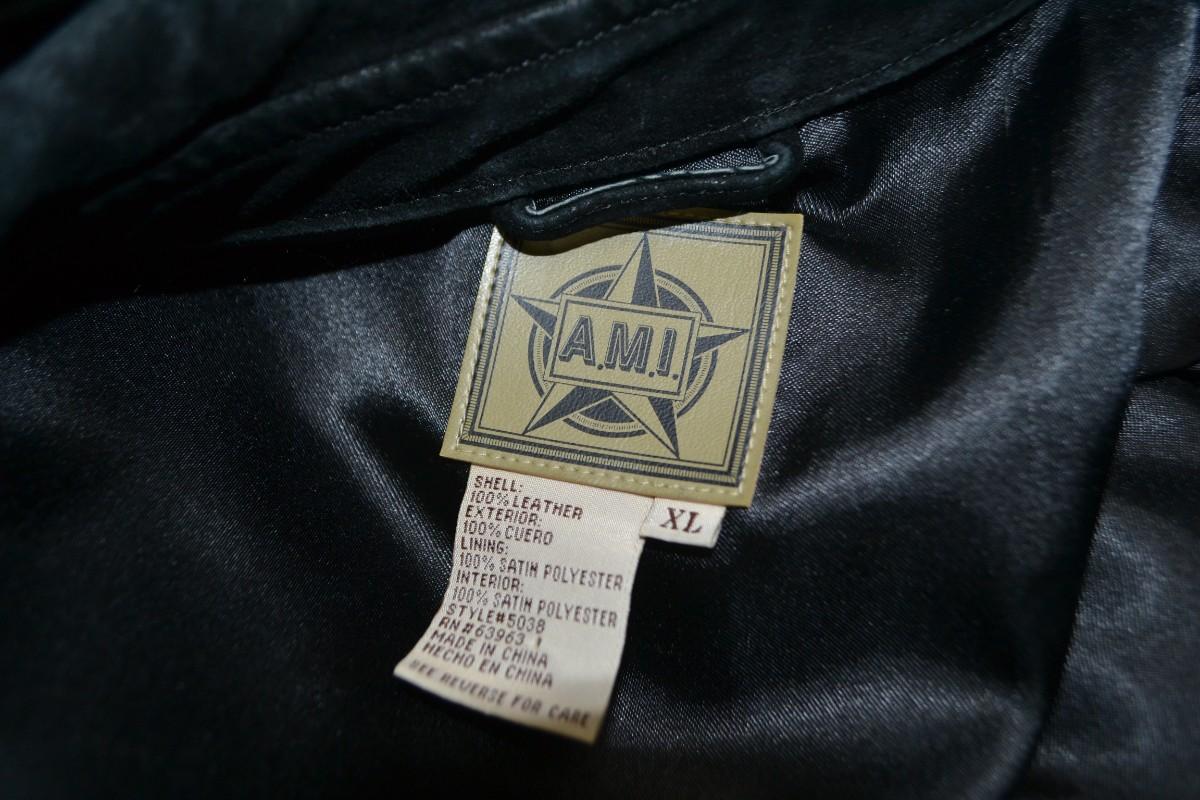 A.M.I.
XL
SHELL:
100% LEATHER
EXTERIOR:
100% CUERO
LINING:
100% SATIN POLYESTER
INTERIOR:
100% SATIN POLYESTER
STYLE#5038
RN#63963
MADE IN CHINA
HECHO EN CHINA
SEE REVERSE FOR CARE